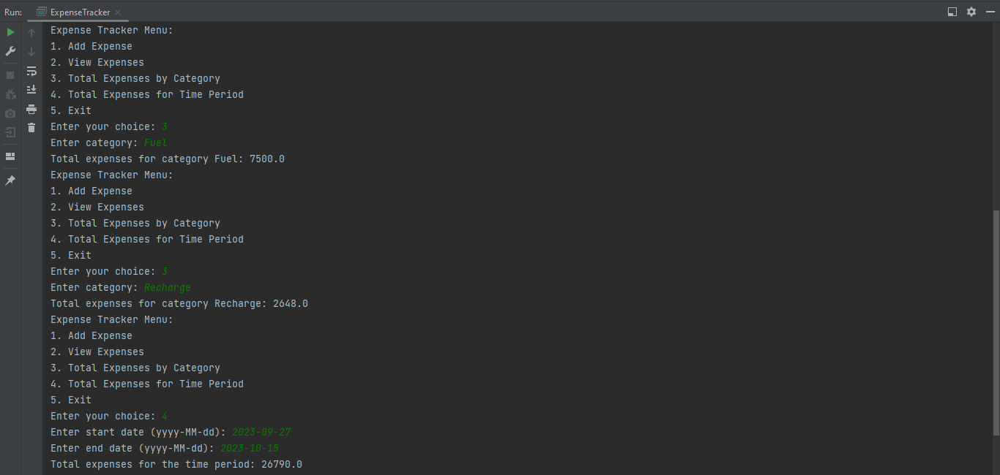 Run: ExpenseTracker
Expense Tracker Menu:
1. Add Expense
2. View Expenses
3. Total Expenses by Category
4. Total Expenses for Time Period
5. Exit
Enter your choice: 3
Enter category: Fuel
Total expenses for category Fuel: 7500.0
Expense Tracker Menu:
1. Add Expense
2. View Expenses
3. Total Expenses by Category
4. Total Expenses for Time Period
5. Exit
Enter your choice: 3
Enter category: Recharge
Total expenses for category Recharge: 2648.0
Expense Tracker Menu:
1. Add Expense
2. View Expenses
3. Total Expenses by Category
4. Total Expenses for Time Period
5. Exit
Enter your choice: 4
Enter start date (yyyy-MM-dd): 2023-09-27
Enter end date (yyyy-MM-dd): 2023-10-15
Total expenses for the time period: 26790.0